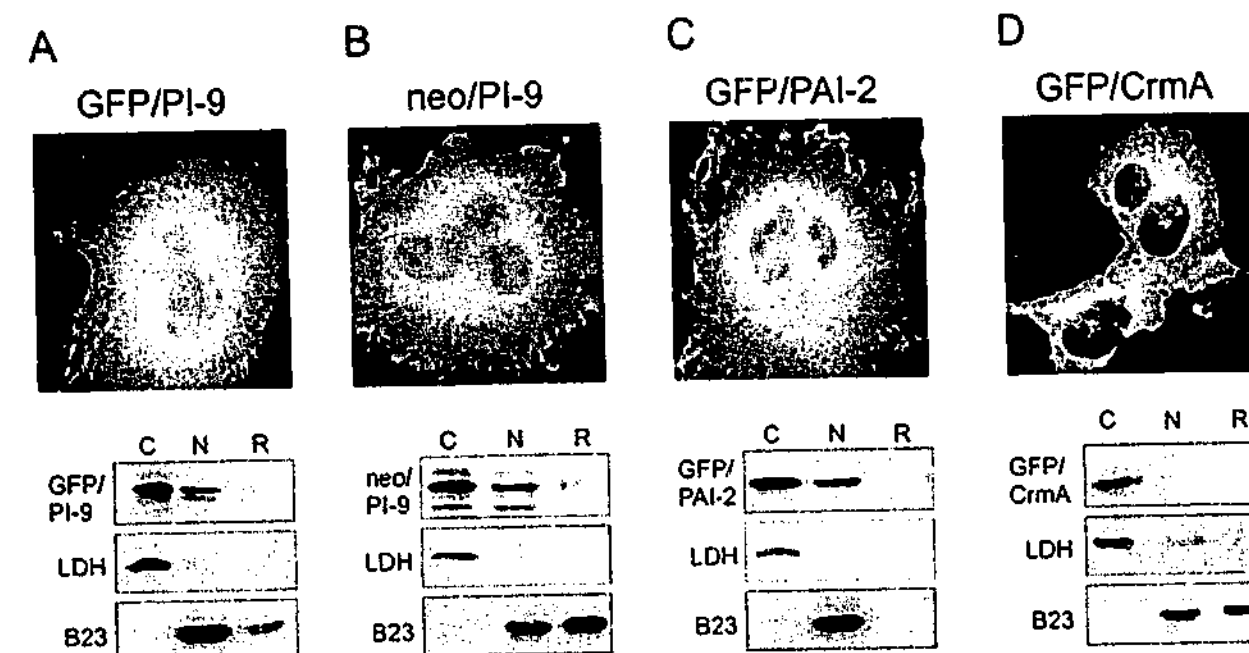 A
GFP/PI-9
C N R
GFP/
PI-9
LDH
B23
B
neo/PI-9
C N R
neo/
PI-9
LDH
B23
C
GFP/PAI-2
C N R
GFP/
PAI-2
LDH
B23
D
GFP/CrmA
C N R
GFP/
CrmA
LDH
B23